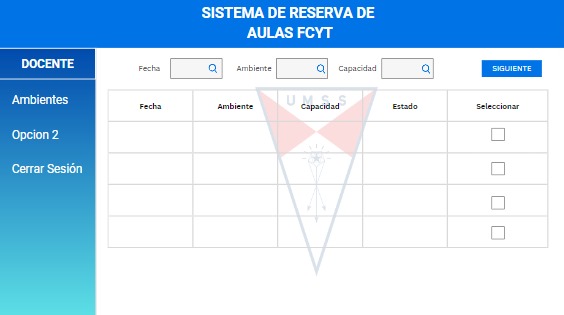 SISTEMA DE RESERVA DE
AULAS FCYT
DOCENTE
Ambientes
Opcion 2
Cerrar Sesión
Fecha Ambiente Capacidad SIGUIENTE
UMSS
Fecha Ambiente Capacidad Estado Seleccionar